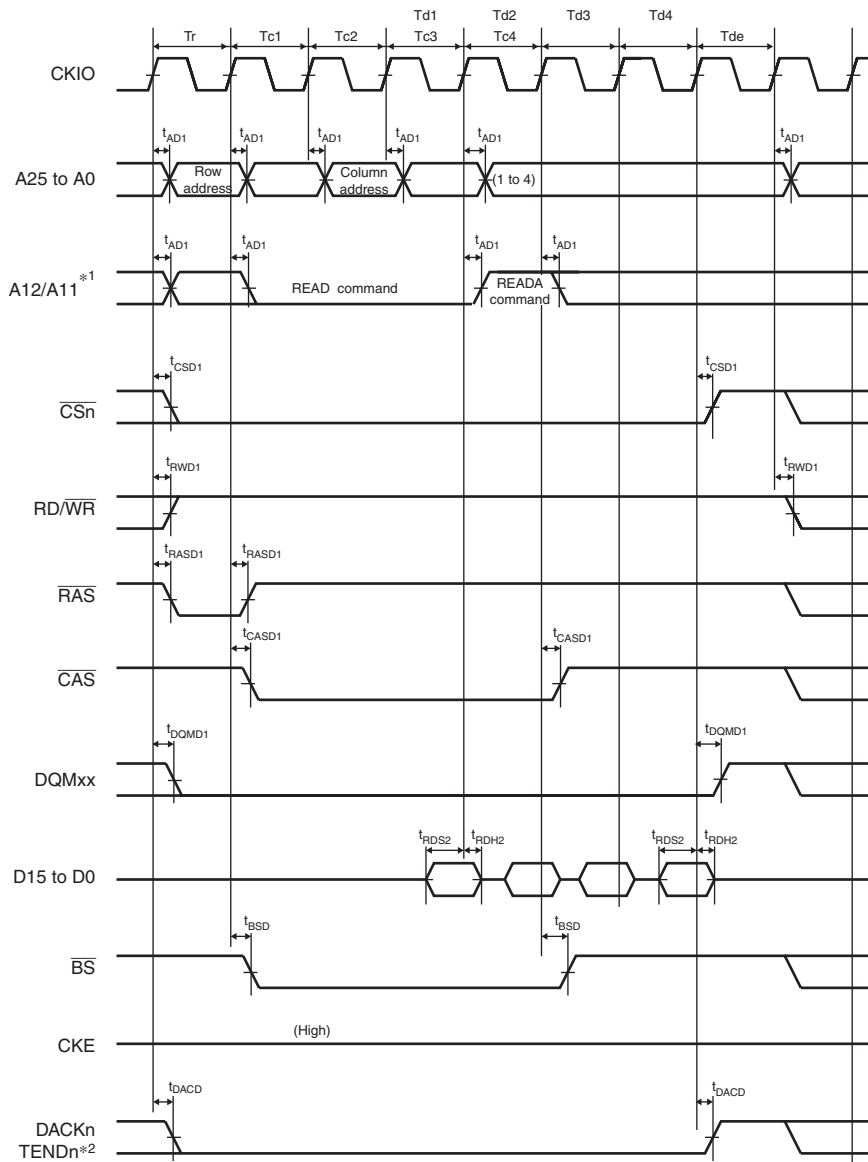 Td1 Td2 Td3 Td4
Tr Tc1 Tc2 Tc3 Tc4 Tde
CKIO
tAD1 tAD1 tAD1 tAD1 tAD1 tAD1
A25 to A0 Row address Column address (1 to 4)
tAD1 tAD1 tAD1 tAD1
A12/A11*1 READ command READA command
tCSD1 tCSD1
CSn
tRWD1 tRWD1
RD/WR
tRASD1 tRASD1
RAS
tCASD1 tCASD1
CAS
tDQMD1 tDQMD1
DQMxx
tRDS2 tRDH2 tRDS2 tRDH2
D15 to D0
tBSD tBSD
BS
(High)
CKE
tDACD tDACD
DACKn
TENDn*2